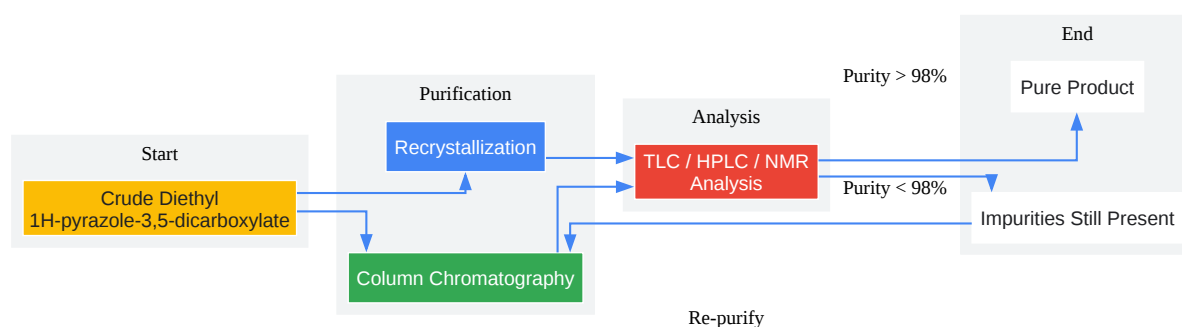 Start
Crude Diethyl
1H-pyrazole-3,5-dicarboxylate
Purification
Recrystallization
Column Chromatography
Analysis
TLC / HPLC / NMR
Analysis
Purity > 98%
Purity < 98%
End
Pure Product
Impurities Still Present
Re-purify